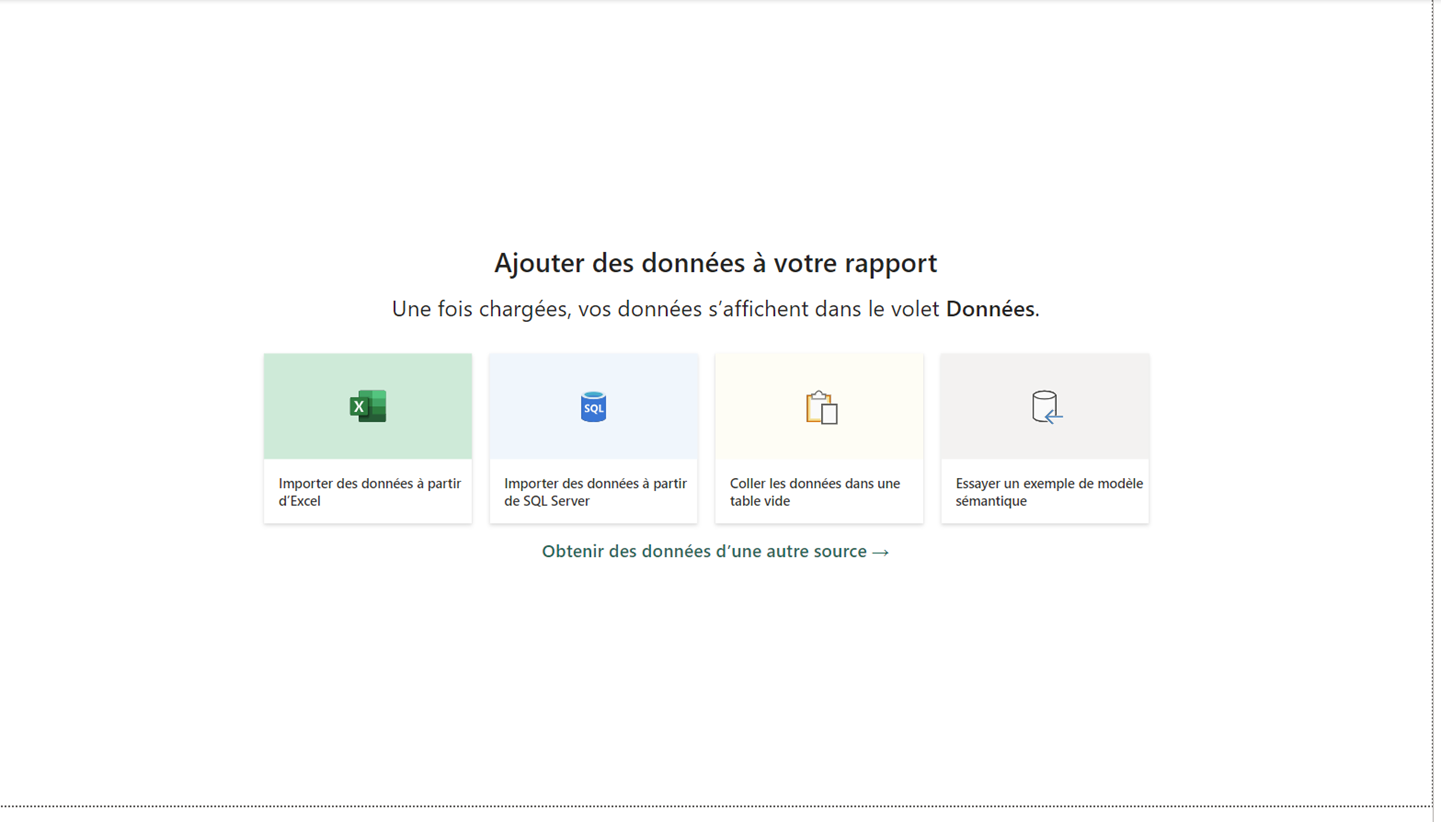 Ajouter des données à votre rapport
Une fois chargées, vos données s’affichent dans le volet Données.
X
SQL
Importer des données à partir
d’Excel
Importer des données à partir
de SQL Server
Coller les données dans une
table vide
Essayer un exemple de modèle
sémantique
Obtenir des données d’une autre source →